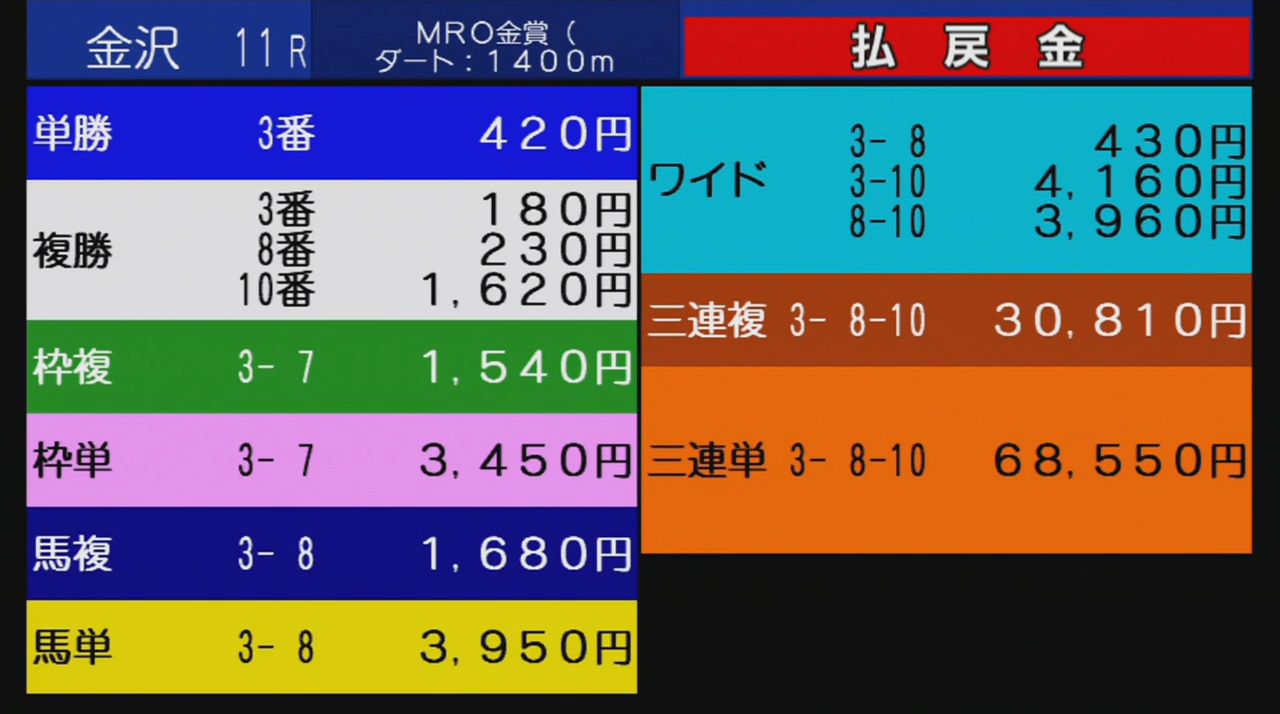 金沢 11R
MRO金賞(
ダート:1400m
払戻金
単勝 3番 420円
複勝
3番 180円
8番 230円
10番 1,620円
枠複 3- 7 1,540円
枠単 3- 7 3,450円
馬複 3- 8 1,680円
馬単 3- 8 3,950円
ワイド
3- 8 430円
3-10 4,160円
8-10 3,960円
三連複 3- 8-10 30,810円
三連単 3- 8-10 68,550円